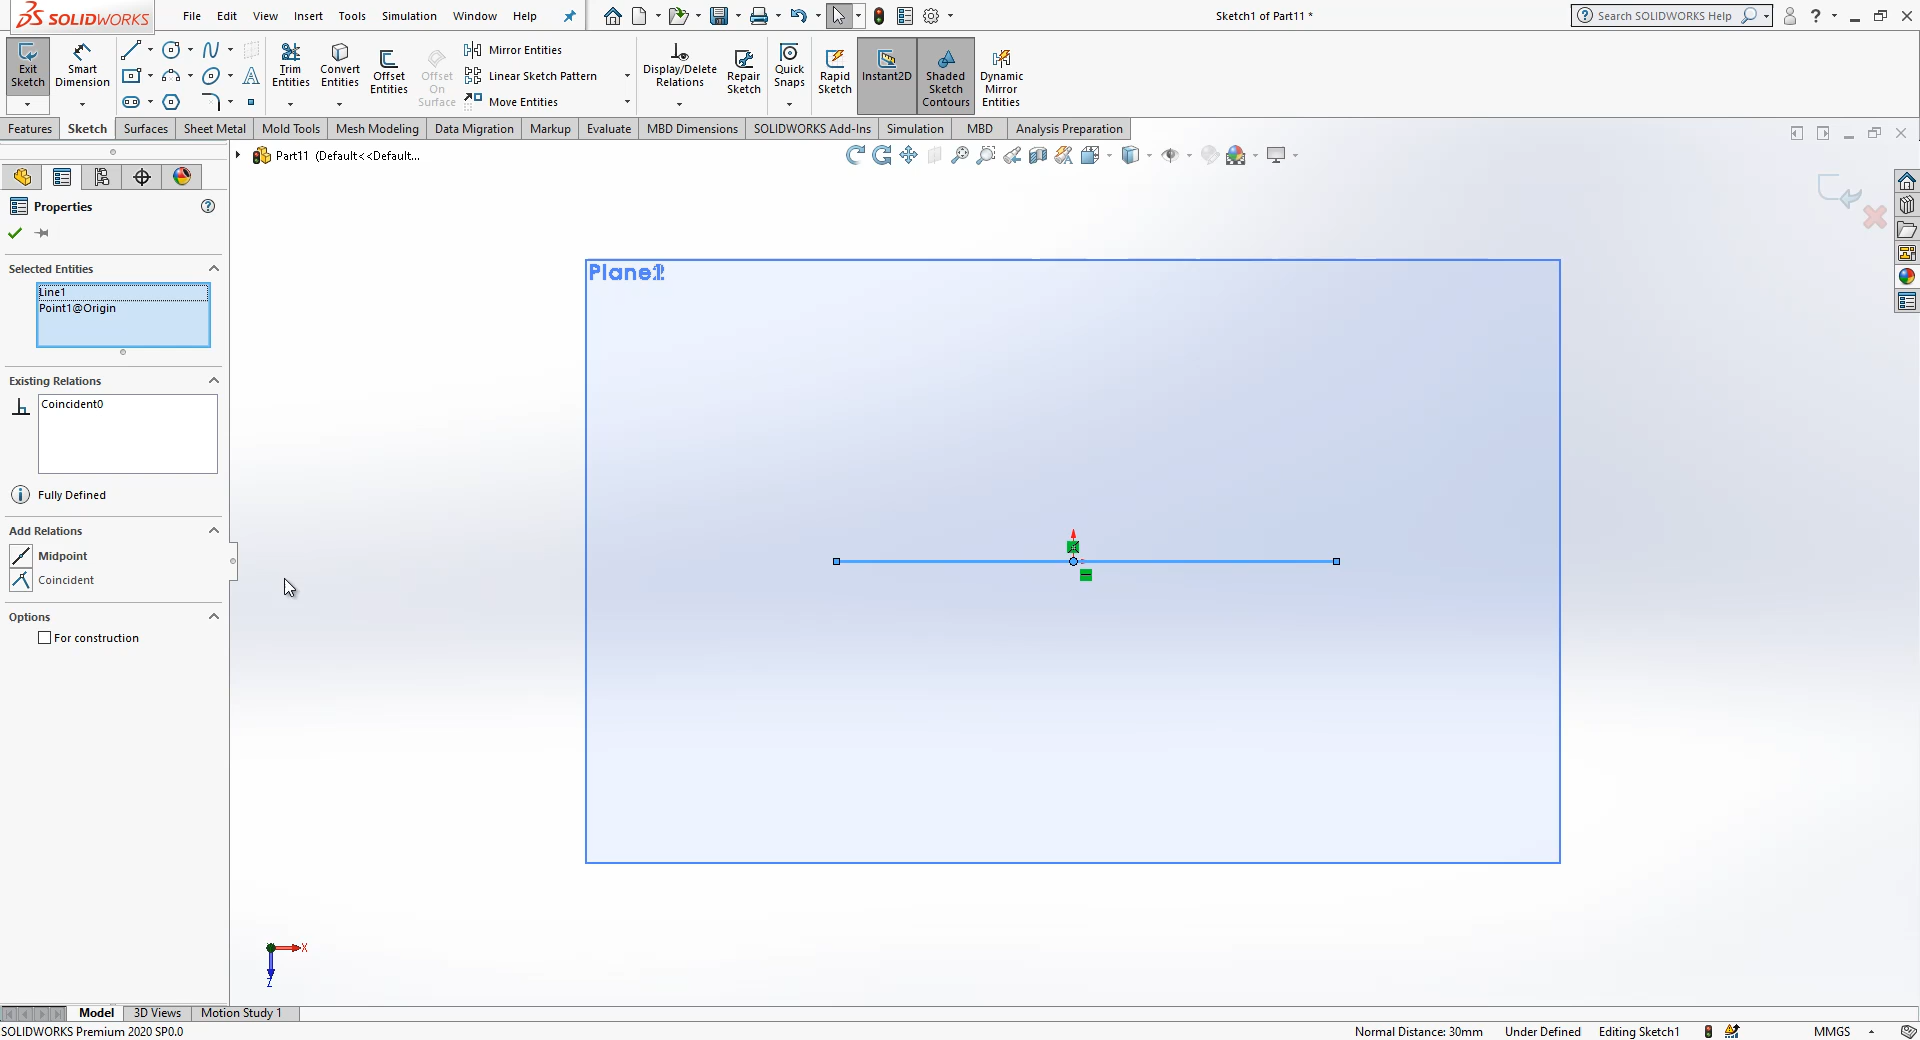 SOLIDWORKS
File Edit View Insert Tools Simulation Window Help
Sketch1 of Part11 *
Search SOLIDWORKS Help
Exit Sketch
Smart Dimension
Trim Entities
Convert Entities
Offset Entities
Offset On Surface
Mirror Entities
Linear Sketch Pattern
Move Entities
Display/Delete Relations
Repair Sketch
Quick Snaps
Rapid Sketch
Instant2D
Shaded Sketch Contours
Dynamic Mirror Entities
Features Sketch Surfaces Sheet Metal Mold Tools Mesh Modeling Data Migration Markup Evaluate MBD Dimensions SOLIDWORKS Add-Ins Simulation MBD Analysis Preparation
Part11 (Default<<Default...
Properties
Selected Entities
Line1
Point1@Origin
Existing Relations
Coincident0
Fully Defined
Add Relations
Midpoint
Coincident
Options
For construction
X
Z
Model 3D Views Motion Study 1
SOLIDWORKS Premium 2020 SP0.0
Normal Distance: 30mm Under Defined Editing Sketch1 MMGS